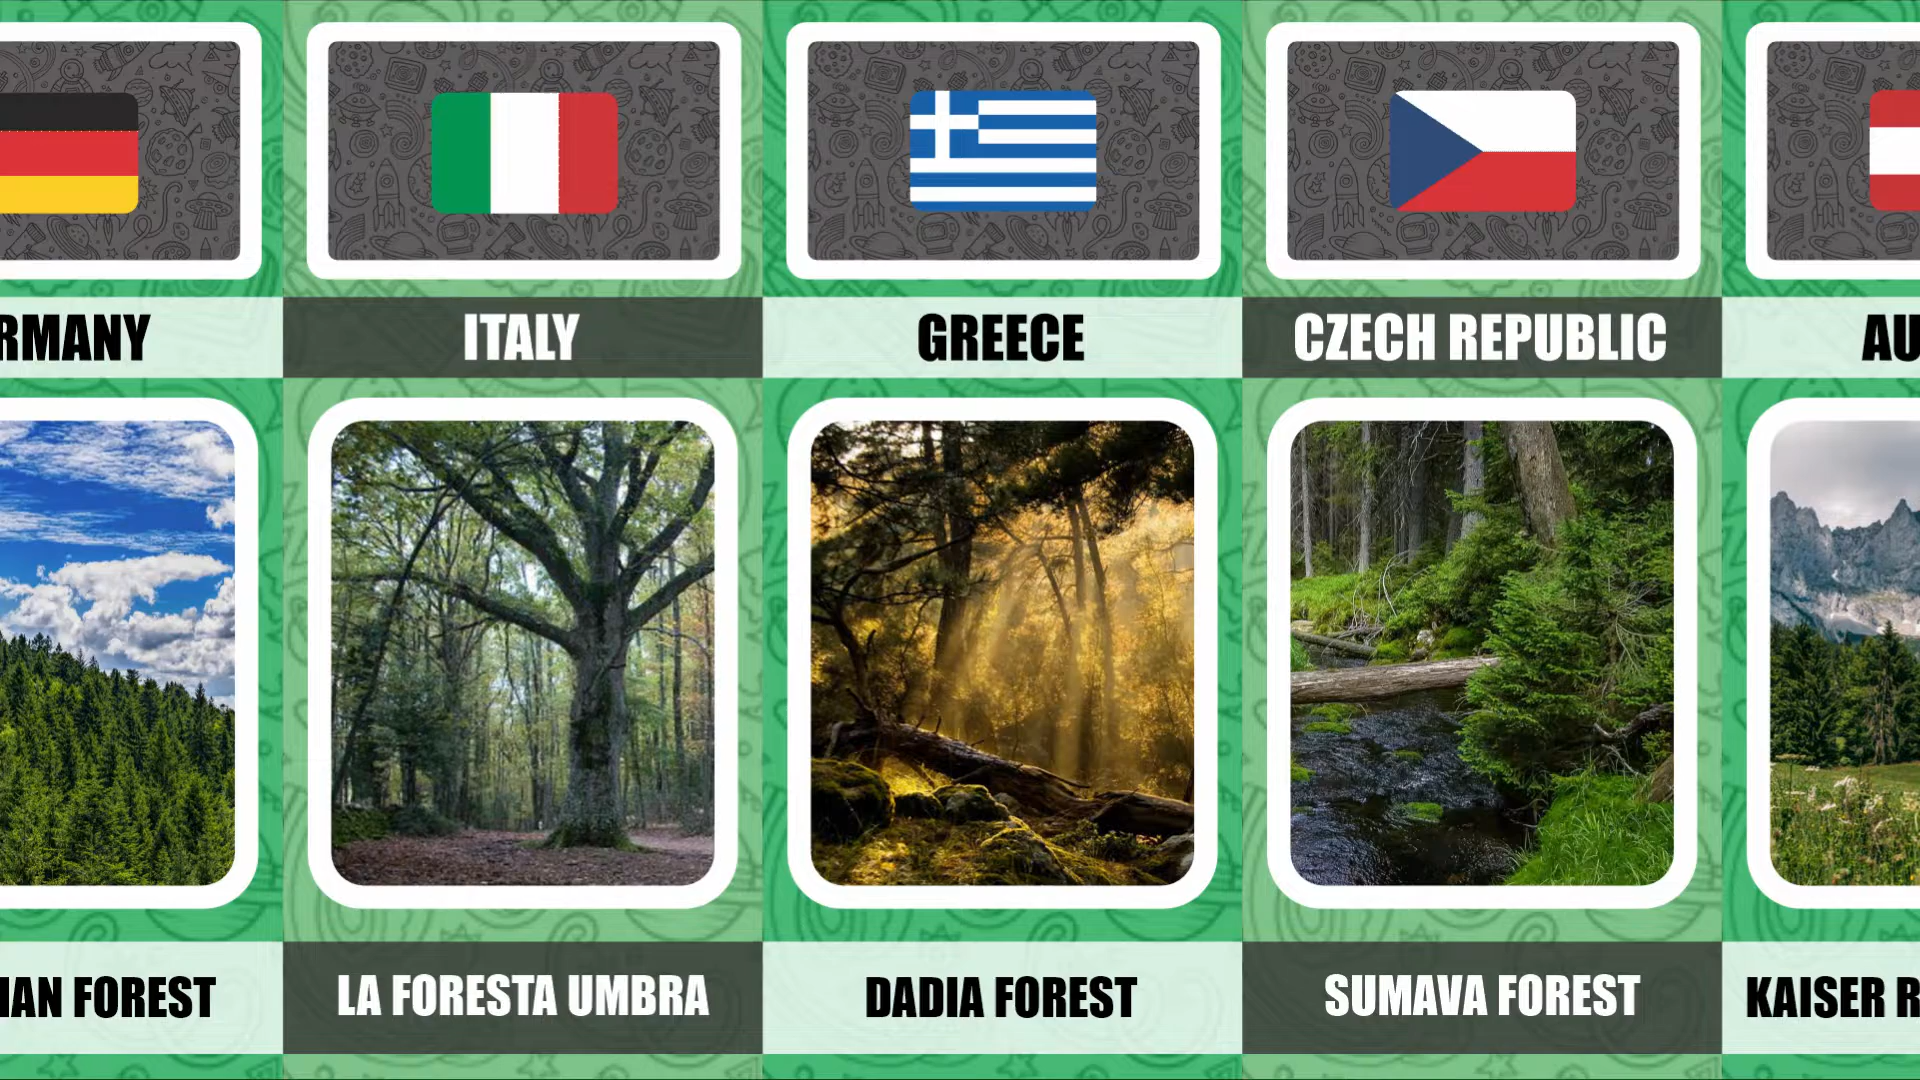 RMANY
ITALY
GREECE
CZECH REPUBLIC
AU
IAN FOREST
LA FORESTA UMBRA
DADIA FOREST
SUMAVA FOREST
KAISER R